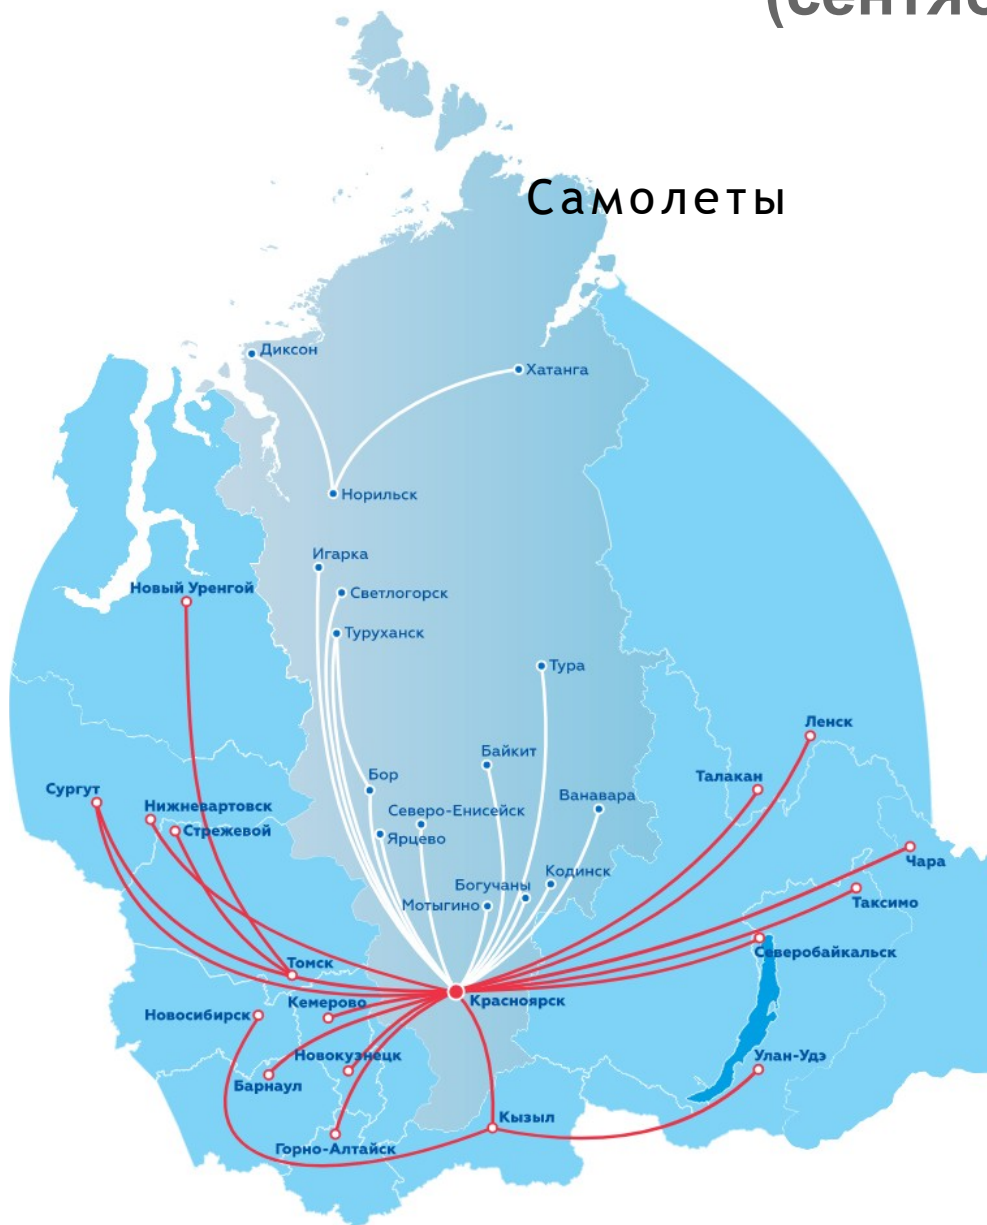 (сентяб
Самолеты
Диксон
Хатанга
Норильск
Игарка
Новый Уренгой
Светлогорск
Туруханск
Тура
Ленск
Байкит
Бор
Талакан
Сургут
Ванавара
Нижневартовск
Северо-Енисейск
Стрежевой
Ярцево
Чара
Кодинск
Богучаны
Мотыгино
Таксимо
Северобайкальск
Томск
Кемерово
Красноярск
Новосибирск
Новокузнецк
Улан-Удэ
Барнаул
Кызыл
Горно-Алтайск